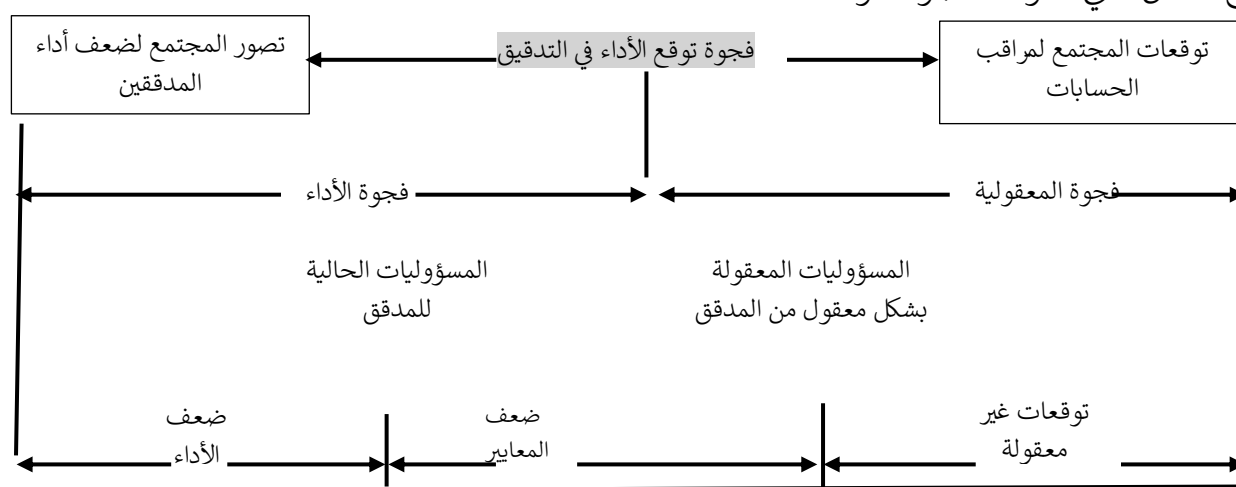 توقعات المجتمع لمراقب
الحسابات
فجوة توقع الأداء في التدقيق
تصور المجتمع لضعف أداء
المدققين
فجوة المعقولية
فجوة الأداء
المسؤوليات المعقولة
بشكل معقول من المدقق
المسؤوليات الحالية
للمدقق
توقعات غير
معقولة
ضعف
المعايير
ضعف
الأداء